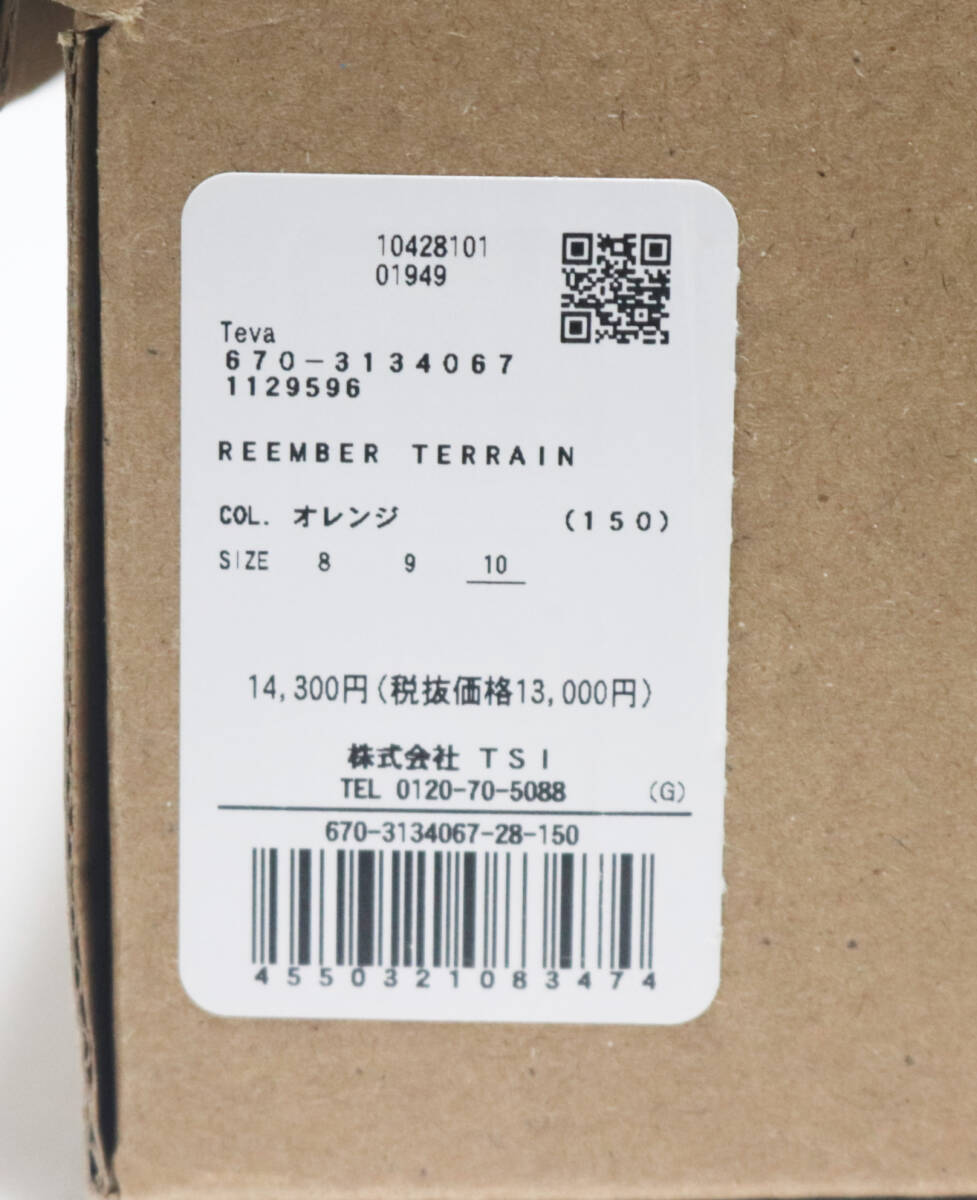 10428101
01949
Teva
670-3134067
1129596
REEMBER TERRAIN
COL. オレンジ (150)
SIZE 8 9 10
14,300円(税抜価格13,000円)
株式会社 TSI
TEL 0120-70-5088 (G)
670-3134067-28-150
4550321083474